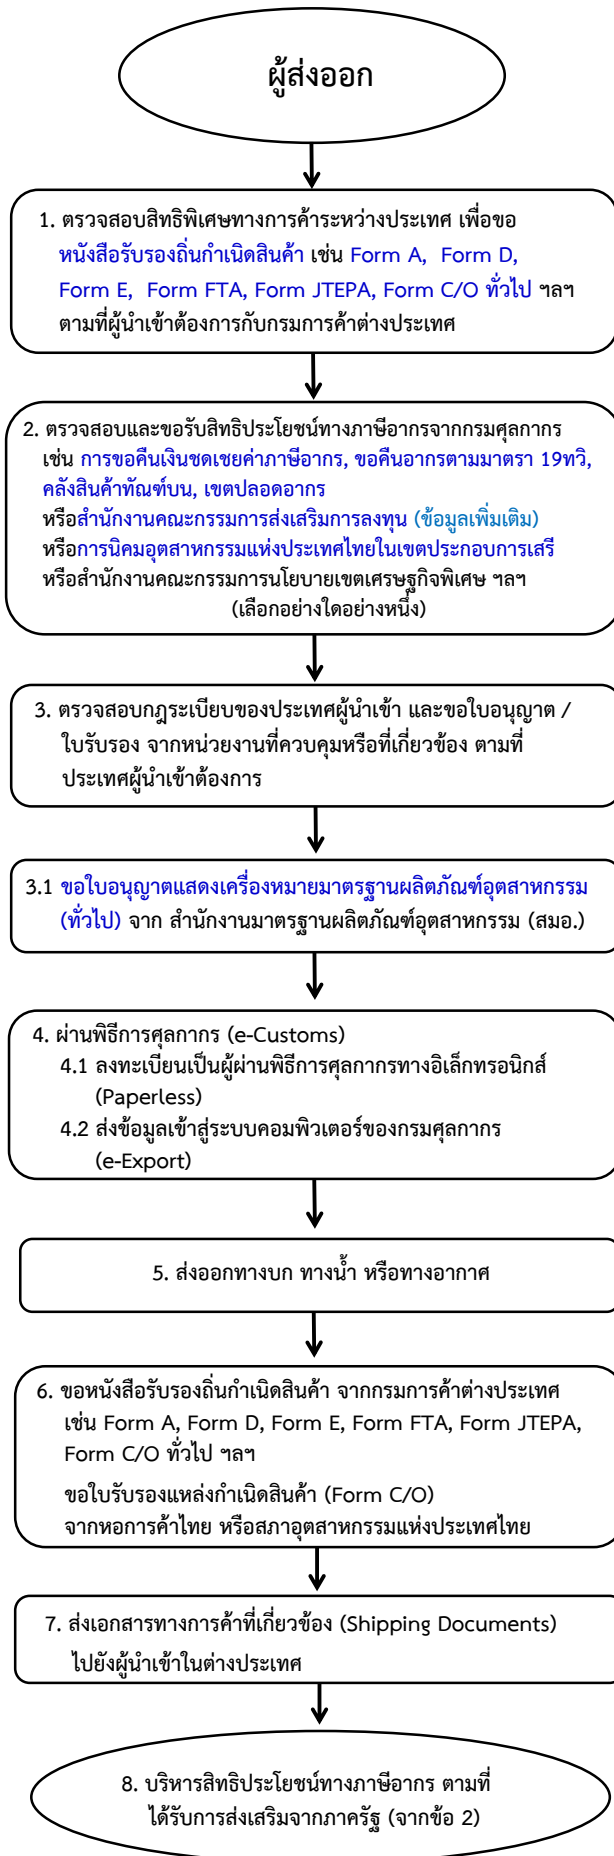 ผู้ส่งออก
1. ตรวจสอบสิทธิพิเศษทางการค้าระหว่างประเทศ เพื่อขอ
หนังสือรับรองถิ่นกำเนิดสินค้า เช่น Form A, Form D,
Form E, Form FTA, Form JTEPA, Form C/O ทั่วไป ฯลฯ
ตามที่ผู้นำเข้าต้องการกับกรมการค้าต่างประเทศ
2. ตรวจสอบและขอรับสิทธิประโยชน์ทางภาษีอากรจากกรมศุลกากร
เช่น การขอคืนเงินชดเชยค่าภาษีอากร, ขอคืนอากรตามมาตรา 19ทวิ,
คลังสินค้าทัณฑ์บน, เขตปลอดอากร
หรือสำนักงานคณะกรรมการส่งเสริมการลงทุน (ข้อมูลเพิ่มเติม)
หรือการนิคมอุตสาหกรรมแห่งประเทศไทยในเขตประกอบการเสรี
หรือสำนักงานคณะกรรมการนโยบายเขตเศรษฐกิจพิเศษ ฯลฯ
(เลือกอย่างใดอย่างหนึ่ง)
3. ตรวจสอบกฎระเบียบของประเทศผู้นำเข้า และขอใบอนุญาต /
ใบรับรอง จากหน่วยงานที่ควบคุมหรือที่เกี่ยวข้อง ตามที่
ประเทศผู้นำเข้าต้องการ
3.1 ขอใบอนุญาตแสดงเครื่องหมายมาตรฐานผลิตภัณฑ์อุตสาหกรรม
(ทั่วไป) จาก สำนักงานมาตรฐานผลิตภัณฑ์อุตสาหกรรม (สมอ.)
4. ผ่านพิธีการศุลกากร (e-Customs)
4.1 ลงทะเบียนเป็นผู้ผ่านพิธีการศุลกากรทางอิเล็กทรอนิกส์
(Paperless)
4.2 ส่งข้อมูลเข้าสู่ระบบคอมพิวเตอร์ของกรมศุลกากร
(e-Export)
5. ส่งออกทางบก ทางน้ำ หรือทางอากาศ
6. ขอหนังสือรับรองถิ่นกำเนิดสินค้า จากกรมการค้าต่างประเทศ
เช่น Form A, Form D, Form E, Form FTA, Form JTEPA,
Form C/O ทั่วไป ฯลฯ
ขอใบรับรองแหล่งกำเนิดสินค้า (Form C/O)
จากหอการค้าไทย หรือสภาอุตสาหกรรมแห่งประเทศไทย
7. ส่งเอกสารทางการค้าที่เกี่ยวข้อง (Shipping Documents)
ไปยังผู้นำเข้าในต่างประเทศ
8. บริหารสิทธิประโยชน์ทางภาษีอากร ตามที่
ได้รับการส่งเสริมจากภาครัฐ (จากข้อ 2)